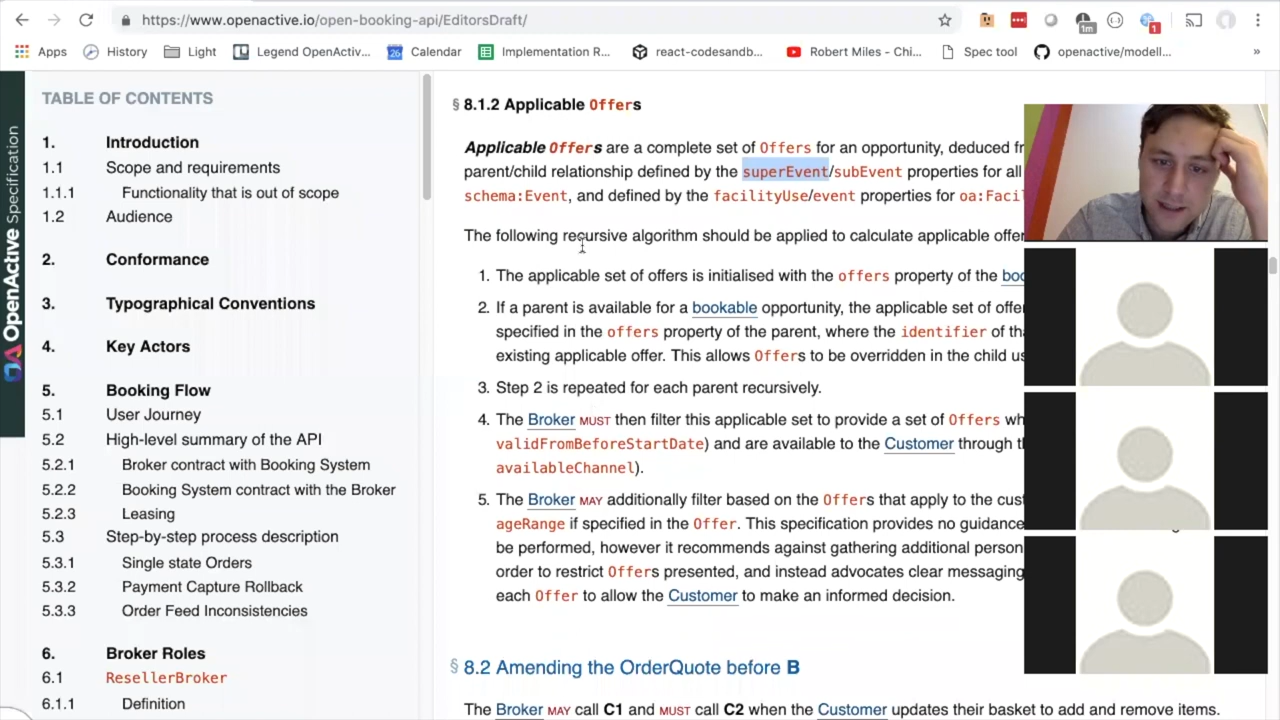 https://www.openactive.io/open-booking-api/EditorsDraft/
1m
1
Apps
History
Light
Legend OpenActiv...
26
Calendar
Implementation R...
react-codesandb...
Robert Miles - Chi...
Spec tool
openactive/modell...
»
OpenActive Specification
TABLE OF CONTENTS
1. Introduction
1.1 Scope and requirements
1.1.1 Functionality that is out of scope
1.2 Audience
2. Conformance
3. Typographical Conventions
4. Key Actors
5. Booking Flow
5.1 User Journey
5.2 High-level summary of the API
5.2.1 Broker contract with Booking System
5.2.2 Booking System contract with the Broker
5.2.3 Leasing
5.3 Step-by-step process description
5.3.1 Single state Orders
5.3.2 Payment Capture Rollback
5.3.3 Order Feed Inconsistencies
6. Broker Roles
6.1 ResellerBroker
6.1.1 Definition
§ 8.1.2 Applicable Offers
Applicable Offers are a complete set of Offers for an opportunity, deduced
parent/child relationship defined by the superEvent/subEvent properties for all
schema:Event, and defined by the facilityUse/event properties for
The following recursive algorithm should be applied to calculate applicable
1. The applicable set of offers is initialised with the offers property of the
2. If a parent is available for a bookable opportunity, the applicable set of
specified in the offers property of the parent, where the identifier of
existing applicable offer. This allows Offers to be overridden in the child
3. Step 2 is repeated for each parent recursively.
4. The Broker MUST then filter this applicable set to provide a set of Offers
validFromBeforeStartDate) and are available to the Customer through
availableChannel).
5. The Broker MAY additionally filter based on the Offers that apply to the
ageRange if specified in the Offer. This specification provides no guidance
be performed, however it recommends against gathering additional
order to restrict Offers presented, and instead advocates clear messaging
each Offer to allow the Customer to make an informed decision.
§ 8.2 Amending the OrderQuote before B
The Broker MAY call C1 and MUST call C2 when the Customer updates their basket to add and remove items.